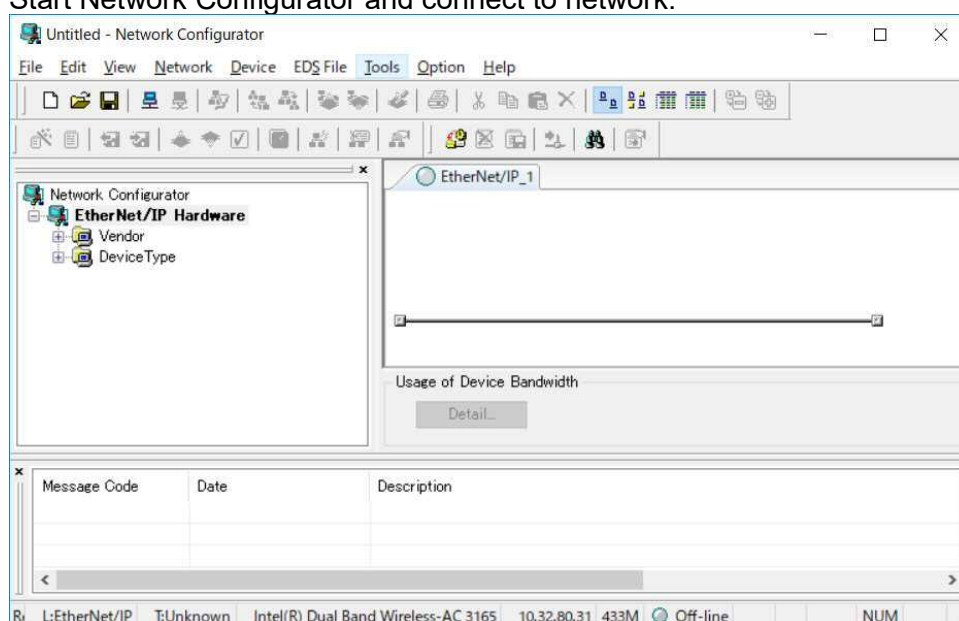 Start Network Configurator and connect to network.
Untitled - Network Configurator
File Edit View Network Device EDS File Tools Option Help
EtherNet/IP_1
Network Configurator
EtherNet/IP Hardware
Vendor
DeviceType
Usage of Device Bandwidth
Detail...
Message Code Date Description
L:EtherNet/IP T:Unknown Intel(R) Dual Band Wireless-AC 3165 10.32.80.31 433M Off-line NUM